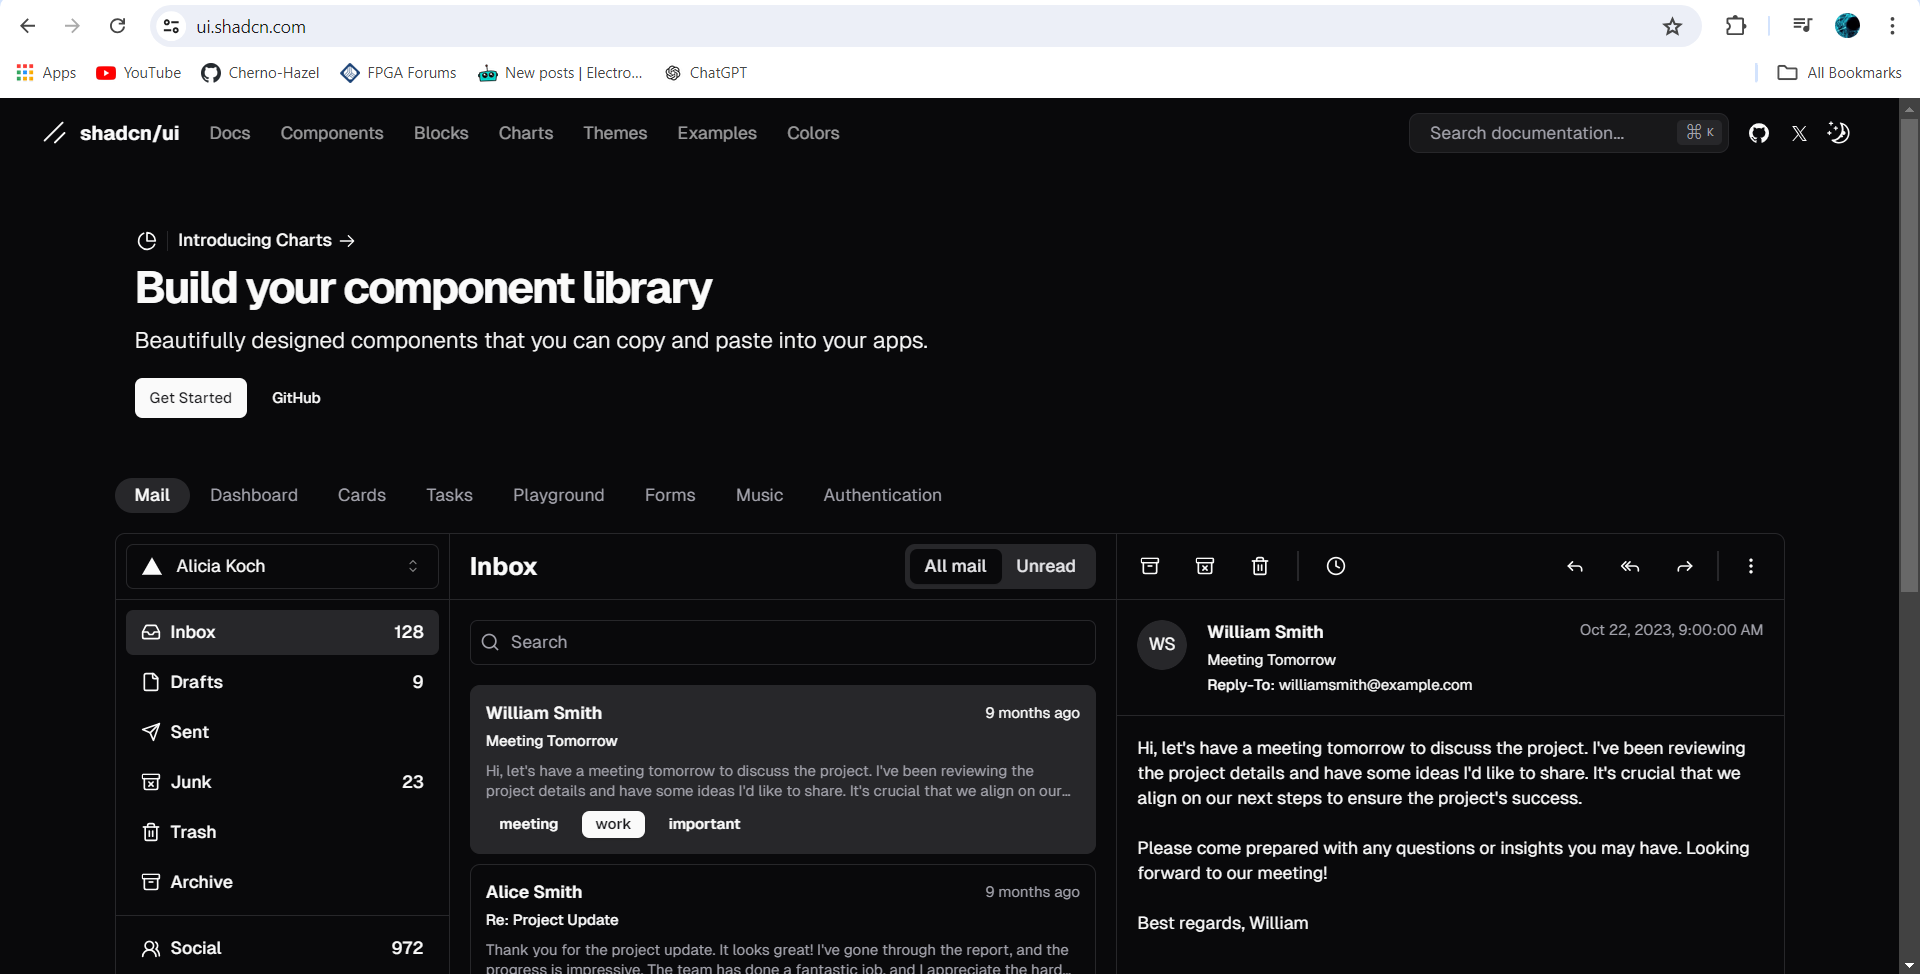 ui.shadcn.com
Apps YouTube Cherno-Hazel FPGA Forums New posts | Electro... ChatGPT All Bookmarks
shadcn/ui Docs Components Blocks Charts Themes Examples Colors Search documentation... ⌘ K
Introducing Charts →
Build your component library
Beautifully designed components that you can copy and paste into your apps.
Get Started GitHub
Mail Dashboard Cards Tasks Playground Forms Music Authentication
Alicia Koch
Inbox 128
Drafts 9
Sent
Junk 23
Trash
Archive
Social 972
Inbox All mail Unread
Search
William Smith 9 months ago
Meeting Tomorrow
Hi, let's have a meeting tomorrow to discuss the project. I've been reviewing the
project details and have some ideas I'd like to share. It's crucial that we align on our...
meeting work important
Alice Smith 9 months ago
Re: Project Update
Thank you for the project update. It looks great! I've gone through the report, and the
progress is impressive. The team has done a fantastic job, and I appreciate the hard...
WS
William Smith Oct 22, 2023, 9:00:00 AM
Meeting Tomorrow
Reply-To: williamsmith@example.com
Hi, let's have a meeting tomorrow to discuss the project. I've been reviewing
the project details and have some ideas I'd like to share. It's crucial that we
align on our next steps to ensure the project's success.
Please come prepared with any questions or insights you may have. Looking
forward to our meeting!
Best regards, William